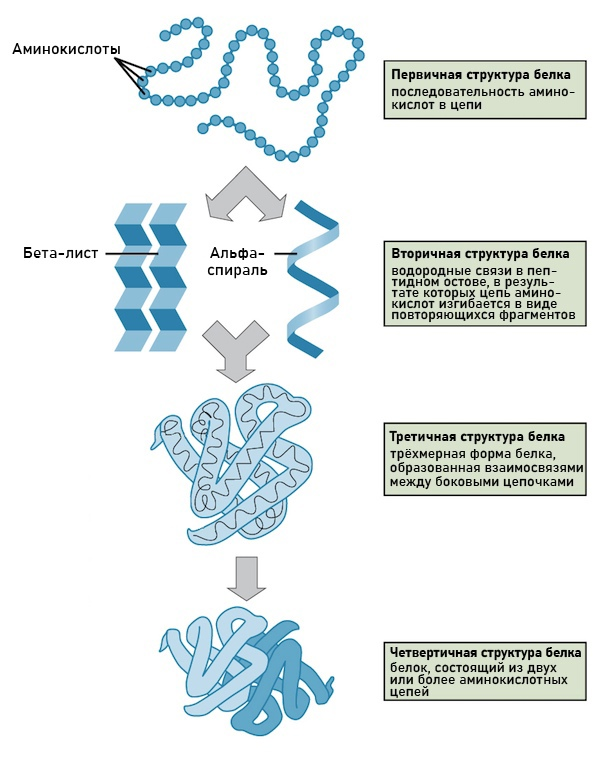 Аминокислоты
Первичная структура белка
последовательность амино-
кислот в цепи
Бета-лист
Альфа-
спираль
Вторичная структура белка
водородные связи в пеп-
тидном остове, в резуль-
тате которых цепь амино-
кислот изгибается в виде
повторяющихся фрагментов
Третичная структура белка
трёхмерная форма белка,
образованная взаимосвязями
между боковыми цепочками
Четвертичная структура белка
белок, состоящий из двух
или более аминокислотных
цепей